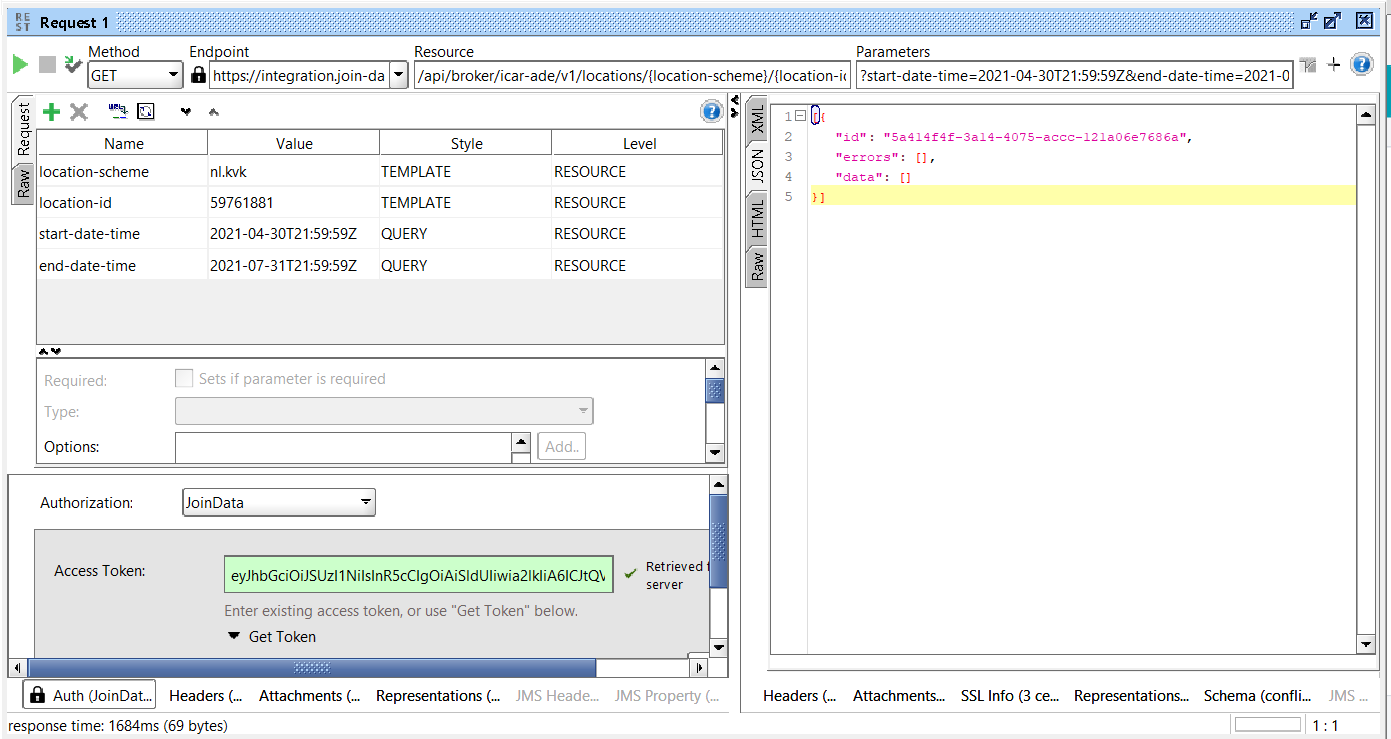 RE
ST
Request 1
Method
Endpoint
Resource
Parameters
GET
https://integration.join-da
/api/broker/icar-ade/v1/locations/{location-scheme}/{location-id
?start-date-time=2021-04-30T21:59:59Z&end-date-time=2021-0
Request
Raw
Name Value Style Level
location-scheme nl.kvk TEMPLATE RESOURCE
location-id 59761881 TEMPLATE RESOURCE
start-date-time 2021-04-30T21:59:59Z QUERY RESOURCE
end-date-time 2021-07-31T21:59:59Z QUERY RESOURCE
Required: Sets if parameter is required
Type:
Options: Add..
Authorization: JoinData
Access Token:
Retrieved f
server
Enter existing access token, or use "Get Token" below.
Get Token
Auth (JoinDat... Headers (... Attachments (... Representations (... JMS Heade... JMS Property (...
XML
JSON
HTML
Raw
1 [{
2 "id": "5a414f4f-3a14-4075-accc-121a06e7686a",
3 "errors": [],
4 "data": []
5 }]
Headers (... Attachments... SSL Info (3 ce... Representations... Schema (confli... JMS ...
response time: 1684ms (69 bytes)
1 : 1